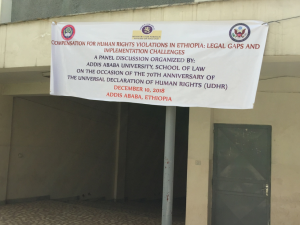 COMPENSATION FOR HUMAN RIGHTS VIOLATIONS IN ETHIOPIA: LEGAL GAPS AND
IMPLEMENTATION CHALLENGES
A PANEL DISCUSSION ORGANIZED BY:
ADDIS ABABA UNIVERSITY, SCHOOL OF LAW
ON THE OCCASION OF THE 70TH ANNIVERSARY OF
THE UNIVERSAL DECLARATION OF HUMAN RIGHTS (UDHR)
DECEMBER 10, 2018
ADDIS ABABA, ETHIOPIA